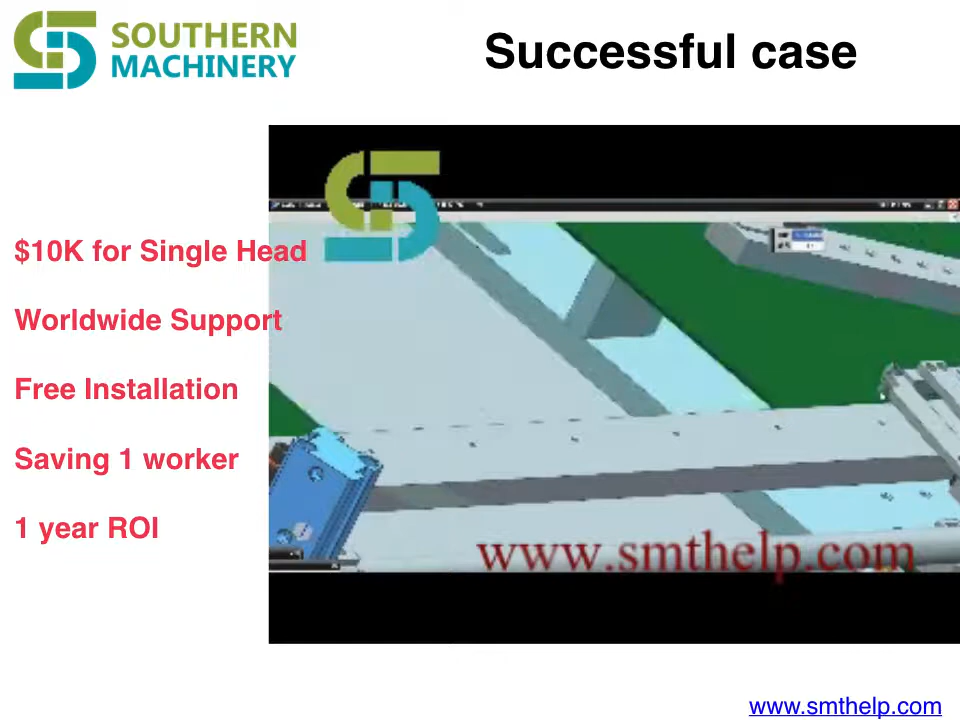 SOUTHERN
MACHINERY
Successful case
$10K for Single Head
Worldwide Support
Free Installation
Saving 1 worker
1 year ROI
www.smthelp.com
www.smthelp.com